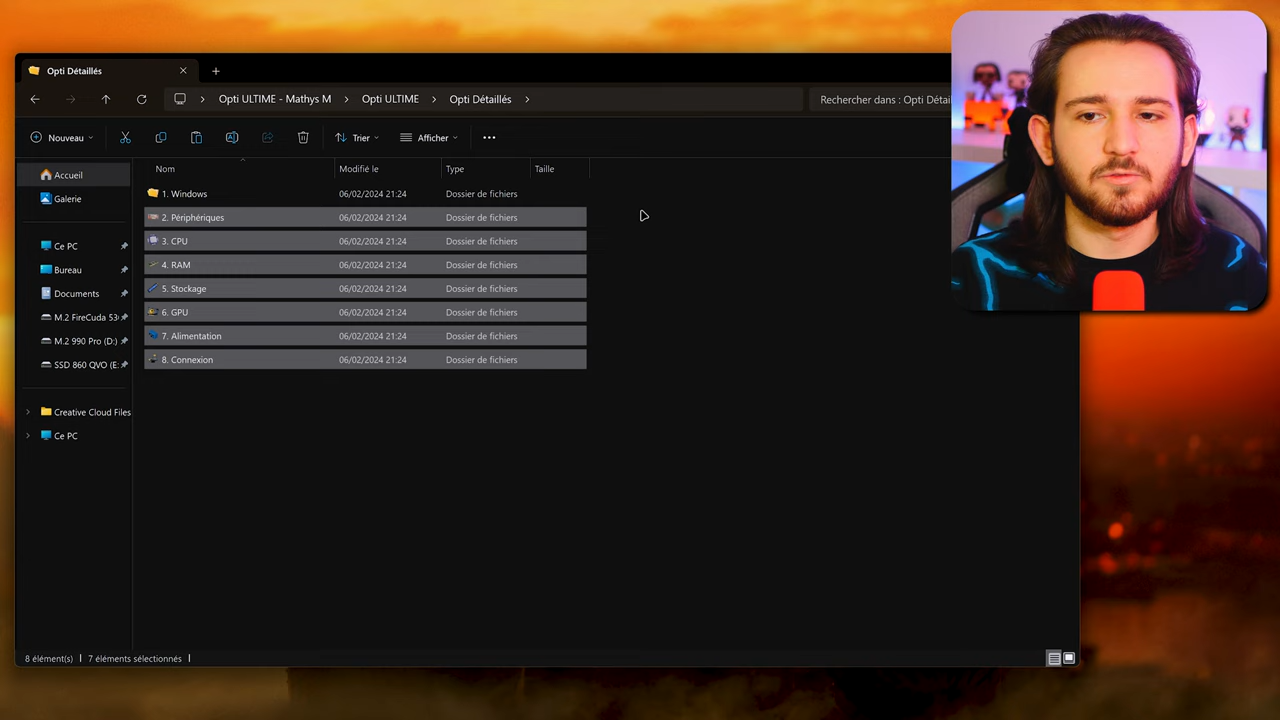 Opti Détaillés
Opti ULTIME - Mathys M
Opti ULTIME
Opti Détaillés
Rechercher dans : Opti Détai
Nouveau
Trier
Afficher
Accueil
Galerie
Ce PC
Bureau
Documents
M.2 FireCuda 53
M.2 990 Pro (D:)
SSD 860 QVO (E:
Creative Cloud Files
Ce PC
Nom Modifié le Type Taille
1. Windows 06/02/2024 21:24 Dossier de fichiers
2. Périphériques 06/02/2024 21:24 Dossier de fichiers
3. CPU 06/02/2024 21:24 Dossier de fichiers
4. RAM 06/02/2024 21:24 Dossier de fichiers
5. Stockage 06/02/2024 21:24 Dossier de fichiers
6. GPU 06/02/2024 21:24 Dossier de fichiers
7. Alimentation 06/02/2024 21:24 Dossier de fichiers
8. Connexion 06/02/2024 21:24 Dossier de fichiers
8 élément(s) 7 éléments sélectionnés